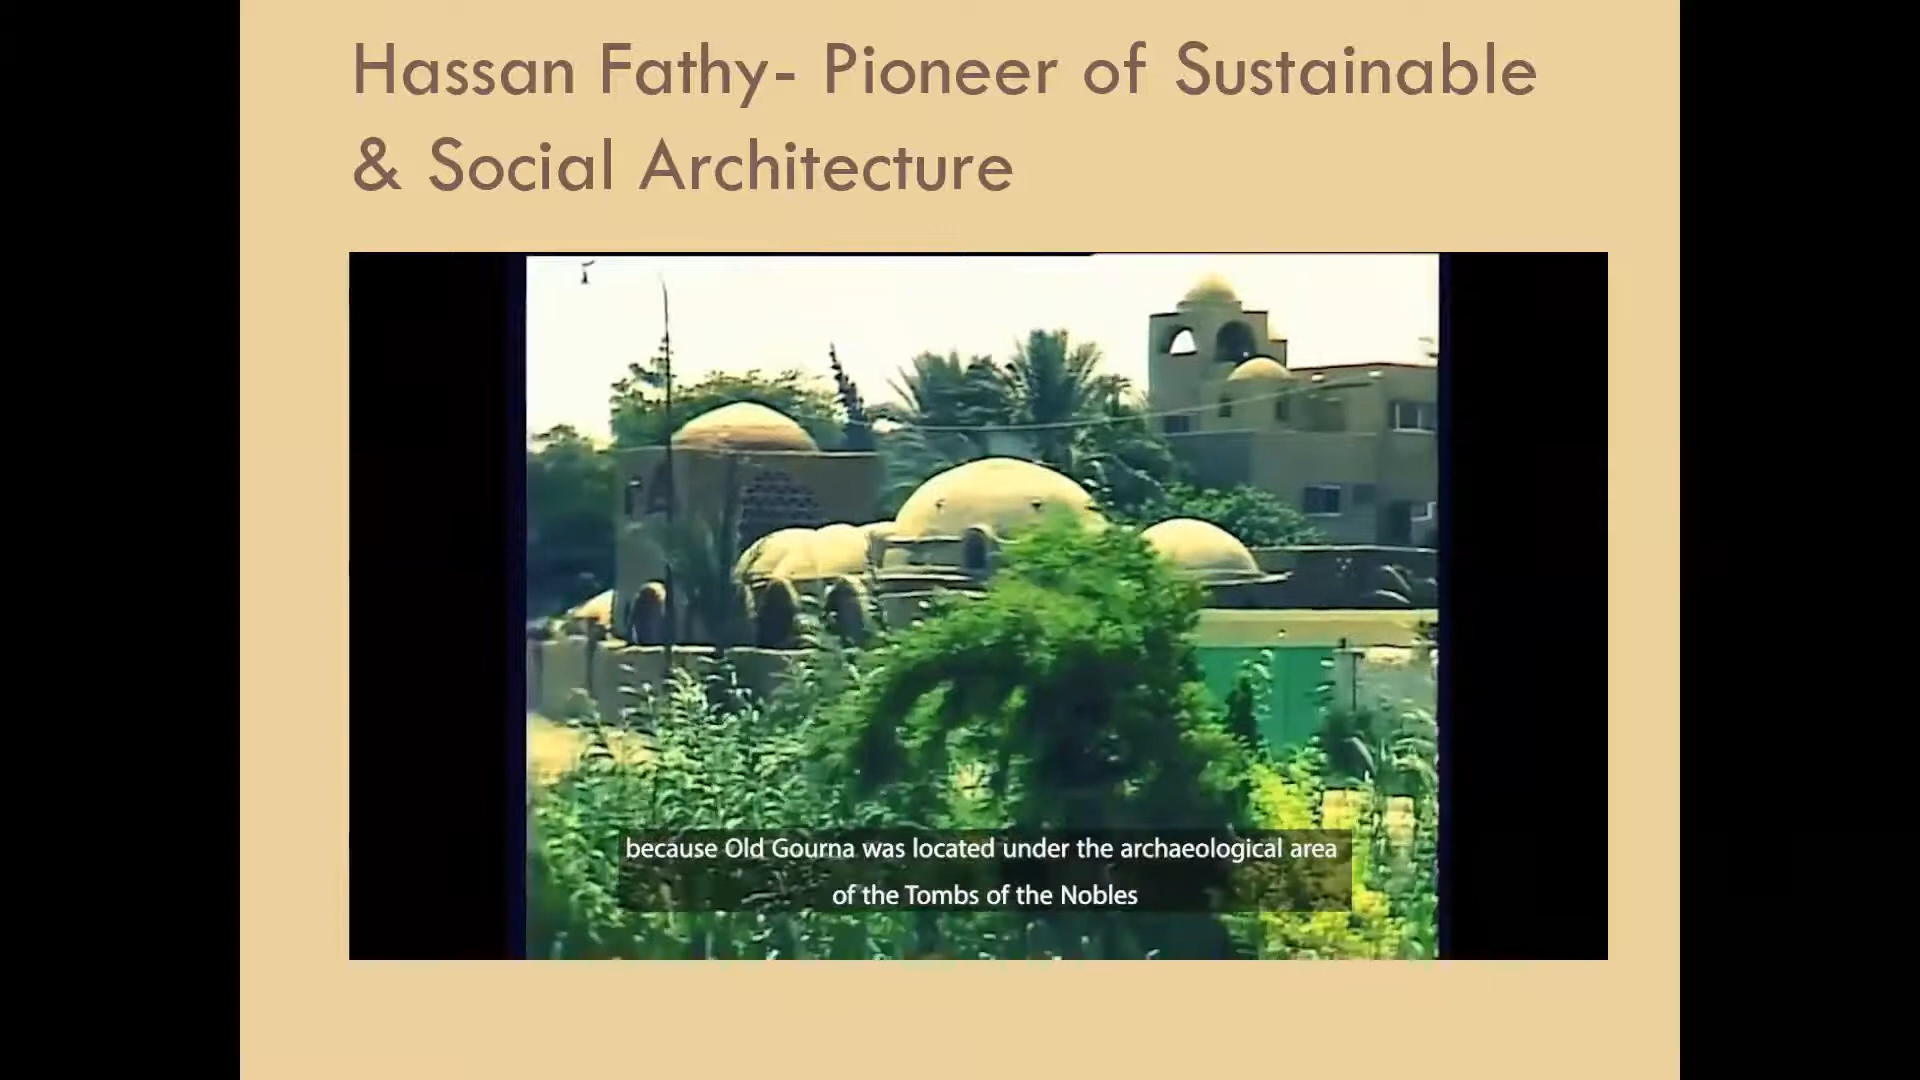 Hassan Fathy- Pioneer of Sustainable
& Social Architecture
because Old Gourna was located under the archaeological area
of the Tombs of the Nobles